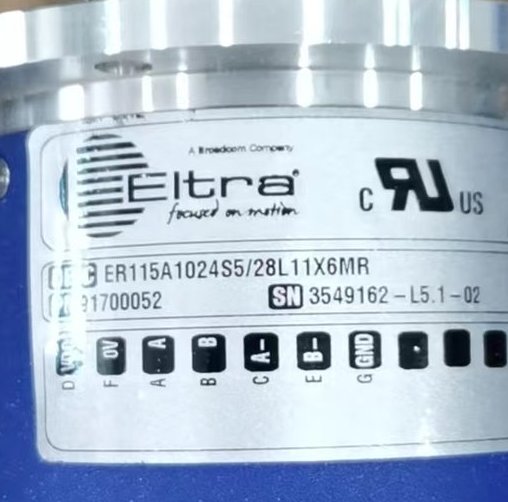 A Broadcom Company
Eltra
focused on motion
C US
ER115A1024S5/28L11X6MR
91700052 SN 3549162-L5.1-02
0V A B A- B- GND
D F A B C E G